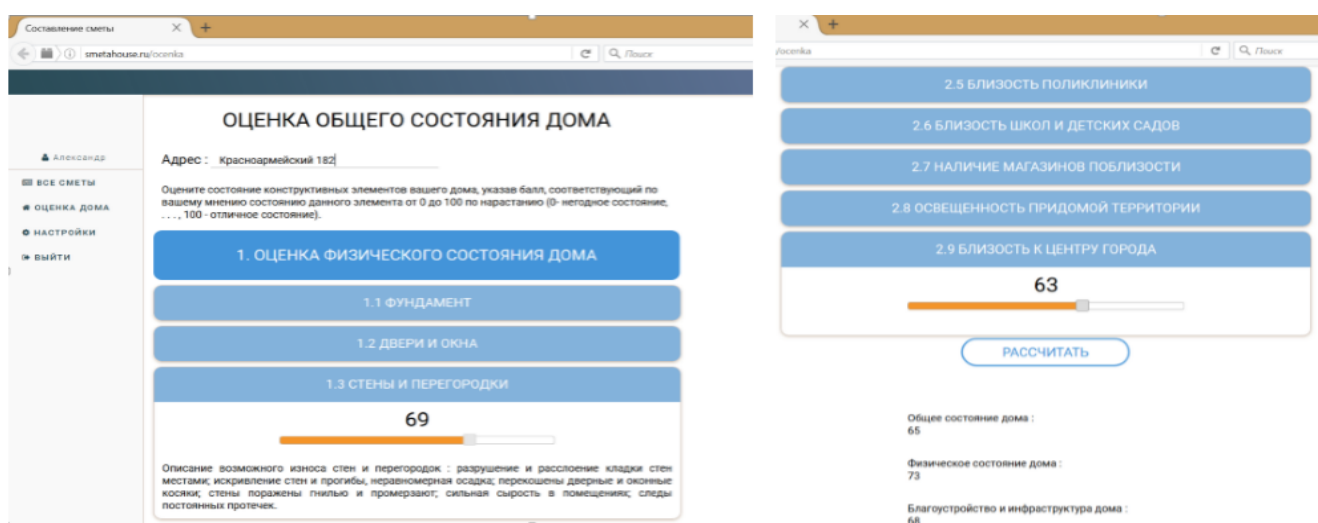 Составление сметы
smetahouse.ru/ocenka
Поиск
ОЦЕНКА ОБЩЕГО СОСТОЯНИЯ ДОМА
Александр
ВСЕ СМЕТЫ
ОЦЕНКА ДОМА
НАСТРОЙКИ
ВЫЙТИ
Адрес : Красноармейский 182
Оцените состояние конструктивных элементов вашего дома, указав балл, соответствующий по
вашему мнению состоянию данного элемента от 0 до 100 по нарастанию (0- негодное состояние,
. . . , 100 - отличное состояние).
1. ОЦЕНКА ФИЗИЧЕСКОГО СОСТОЯНИЯ ДОМА
1.1 ФУНДАМЕНТ
1.2 ДВЕРИ И ОКНА
1.3 СТЕНЫ И ПЕРЕГОРОДКИ
69
Описание возможного износа стен и перегородок : разрушение и расслоение кладки стен
местами; искривление стен и прогибы, неравномерная осадка; перекошены дверные и оконные
косяки; стены поражены гнилью и промерзают; сильная сырость в помещениях; следы
постоянных протечек.
/ocenka
Поиск
2.5 БЛИЗОСТЬ ПОЛИКЛИНИКИ
2.6 БЛИЗОСТЬ ШКОЛ И ДЕТСКИХ САДОВ
2.7 НАЛИЧИЕ МАГАЗИНОВ ПОБЛИЗОСТИ
2.8 ОСВЕЩЕННОСТЬ ПРИДОМОЙ ТЕРРИТОРИИ
2.9 БЛИЗОСТЬ К ЦЕНТРУ ГОРОДА
63
РАССЧИТАТЬ
Общее состояние дома :
65
Физическое состояние дома :
73
Благоустройство и инфраструктура дома :
68